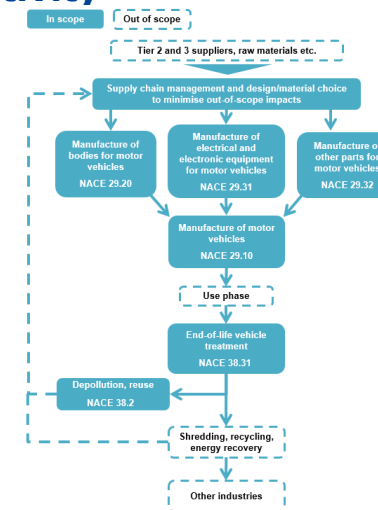 In scope
Out of scope
Tier 2 and 3 suppliers, raw materials etc.
Supply chain management and design/material choice
to minimise out-of-scope impacts
Manufacture of
bodies for motor
vehicles
NACE 29.20
Manufacture of
electrical and
electronic equipment
for motor vehicles
NACE 29.31
Manufacture of
other parts for
motor vehicles
NACE 29.32
Manufacture of motor
vehicles
NACE 29.10
Use phase
End-of-life vehicle
treatment
NACE 38.31
Depollution, reuse
NACE 38.2
Shredding, recycling,
energy recovery
Other industries